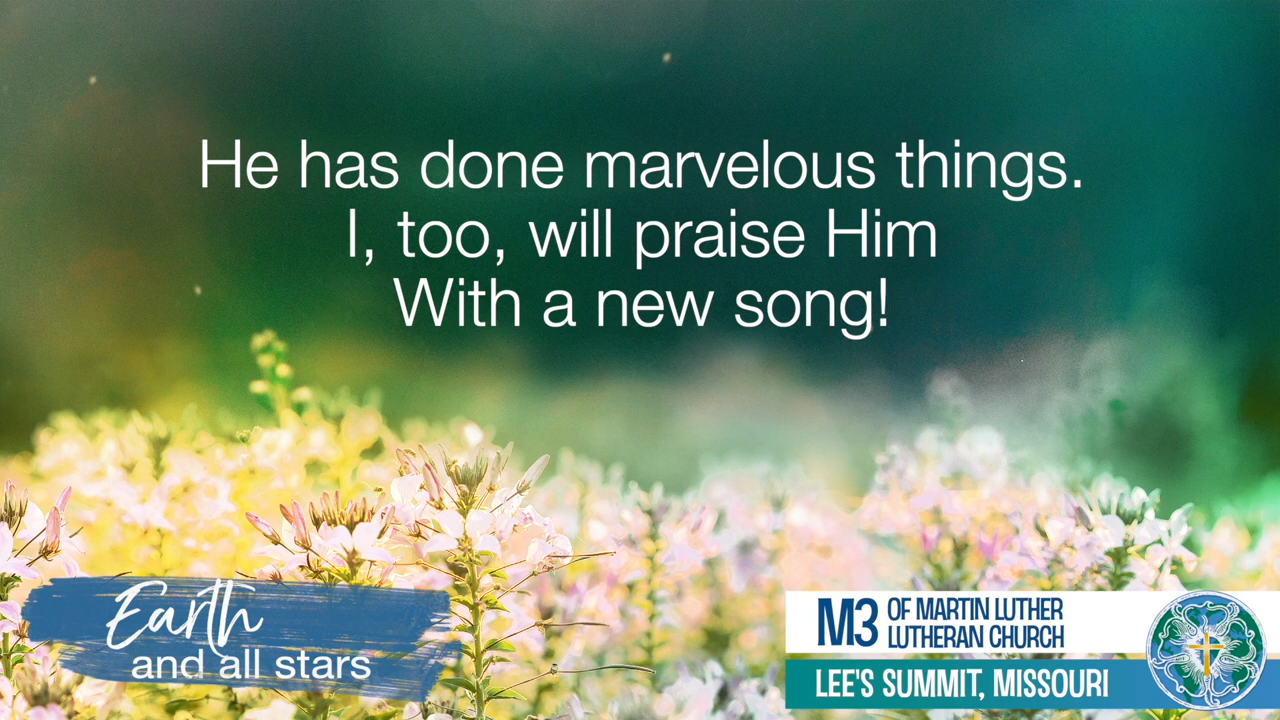 He has done marvelous things.
I, too, will praise Him
With a new song!
Earth
and all stars
M3 OF MARTIN LUTHER
LUTHERAN CHURCH
LEE'S SUMMIT, MISSOURI